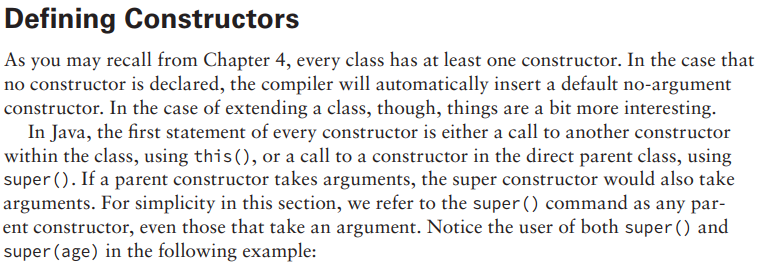 Defining Constructors
As you may recall from Chapter 4, every class has at least one constructor. In the case that
no constructor is declared, the compiler will automatically insert a default no-argument
constructor. In the case of extending a class, though, things are a bit more interesting.
In Java, the first statement of every constructor is either a call to another constructor
within the class, using this(), or a call to a constructor in the direct parent class, using
super(). If a parent constructor takes arguments, the super constructor would also take
arguments. For simplicity in this section, we refer to the super() command as any par-
ent constructor, even those that take an argument. Notice the user of both super() and
super(age) in the following example: